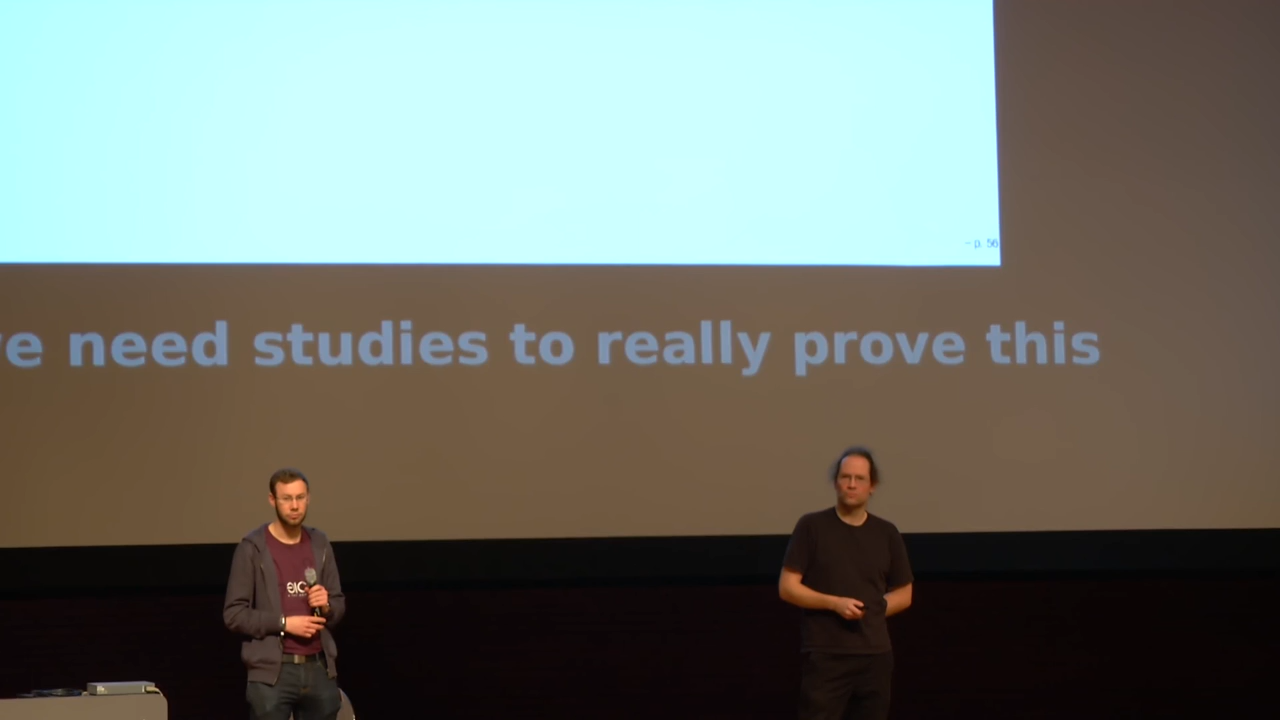 – p. 56
need studies to really prove this